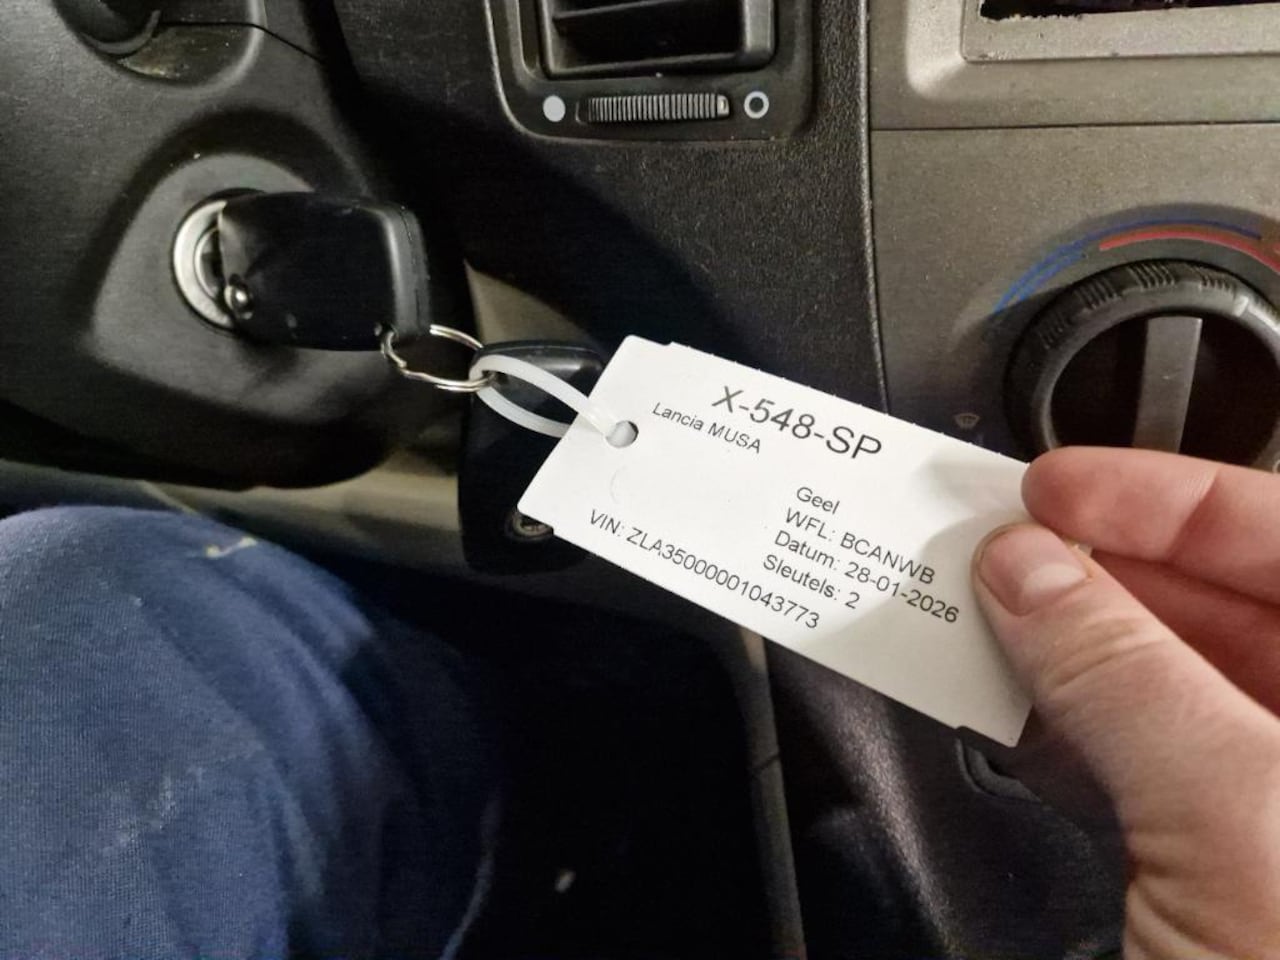 X-548-SP
Lancia MUSA
Geel
WFL: BCANWB
Datum: 28-01-2026
Sleutels: 2
VIN: ZLA35000001043773